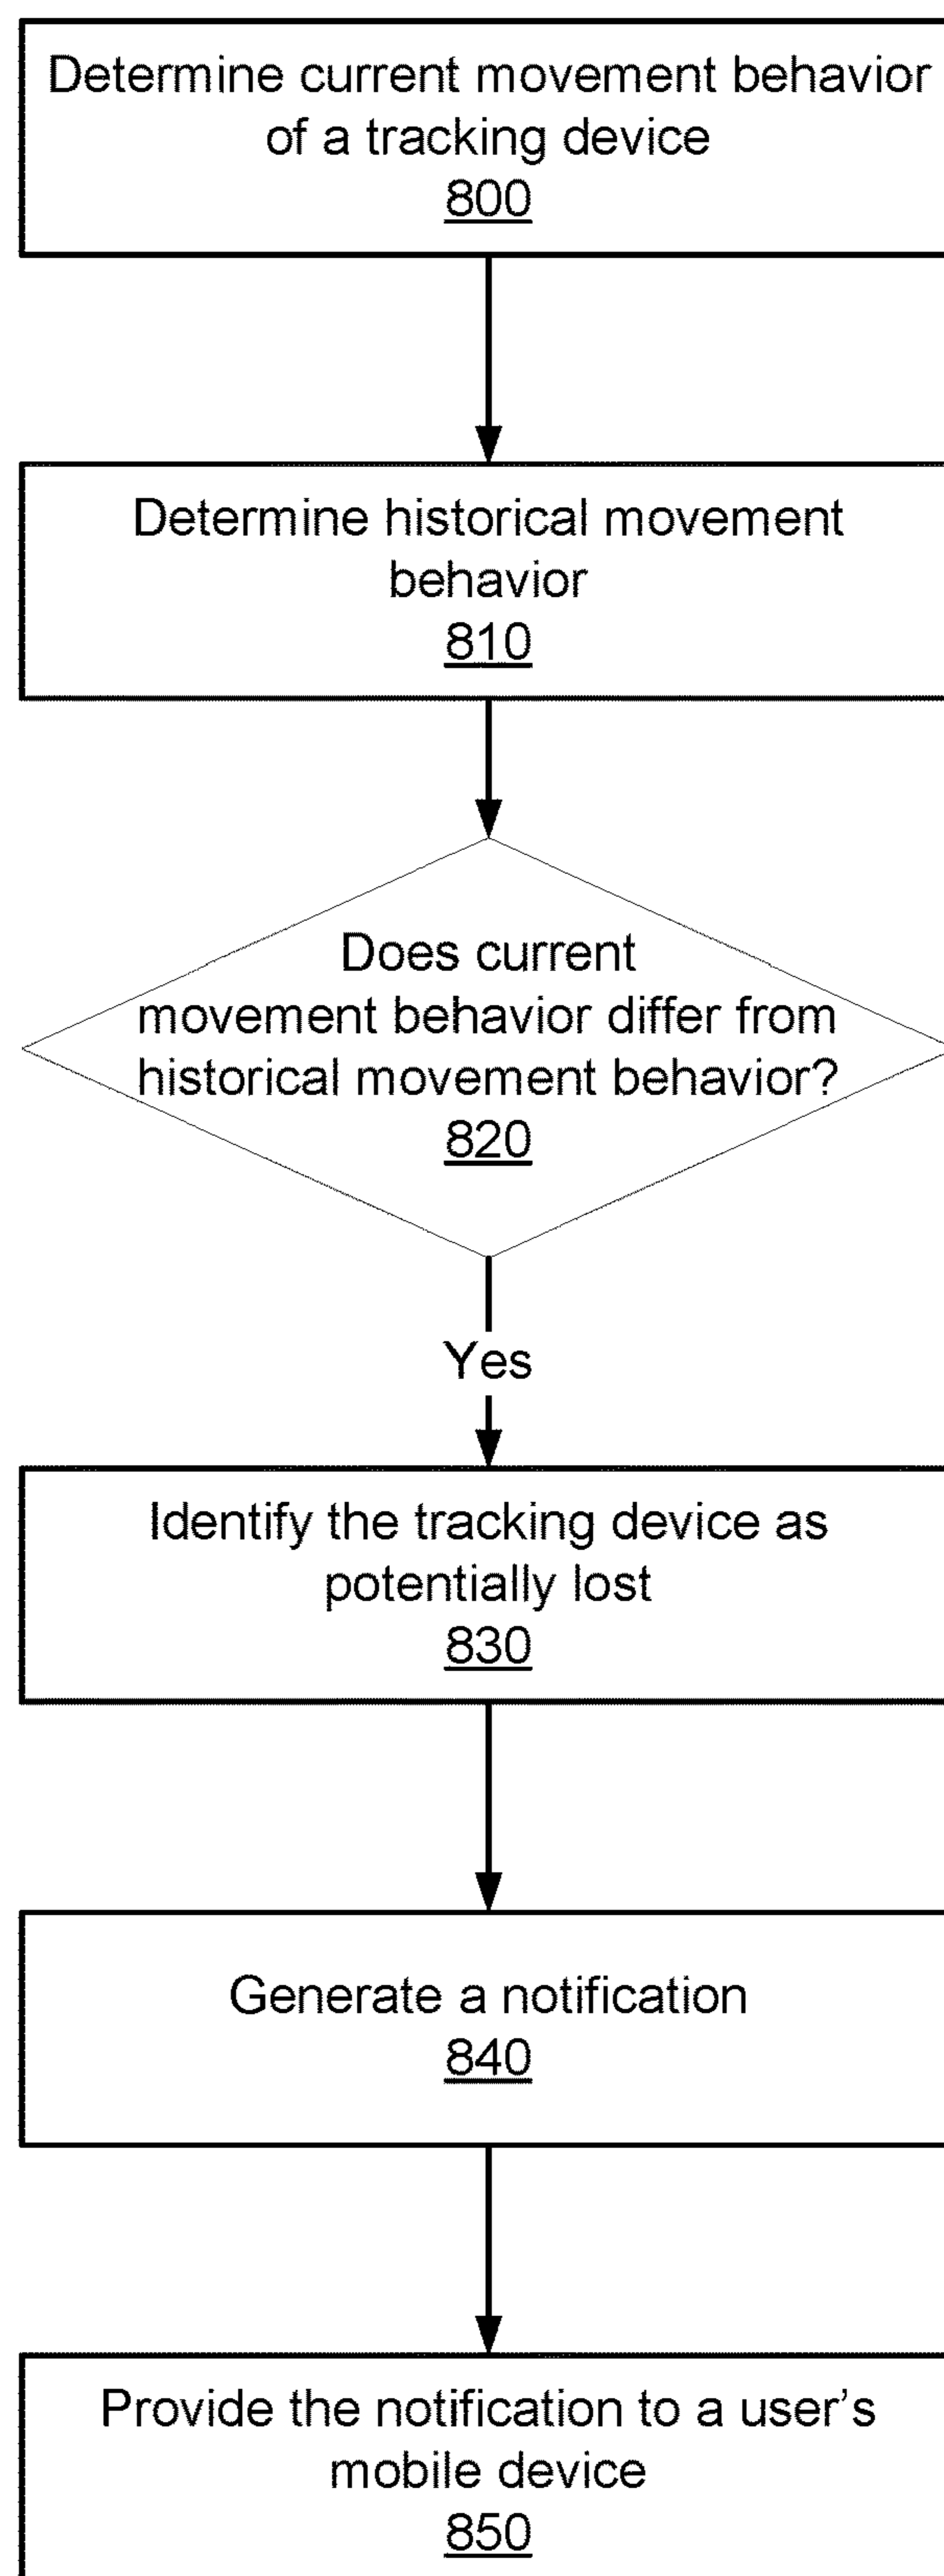 Determine current movement behavior
of a tracking device
800
Determine historical movement
behavior
810
Does current
movement behavior differ from
historical movement behavior?
820
Yes
Identify the tracking device as
potentially lost
830
Generate a notification
840
Provide the notification to a user's
mobile device
850